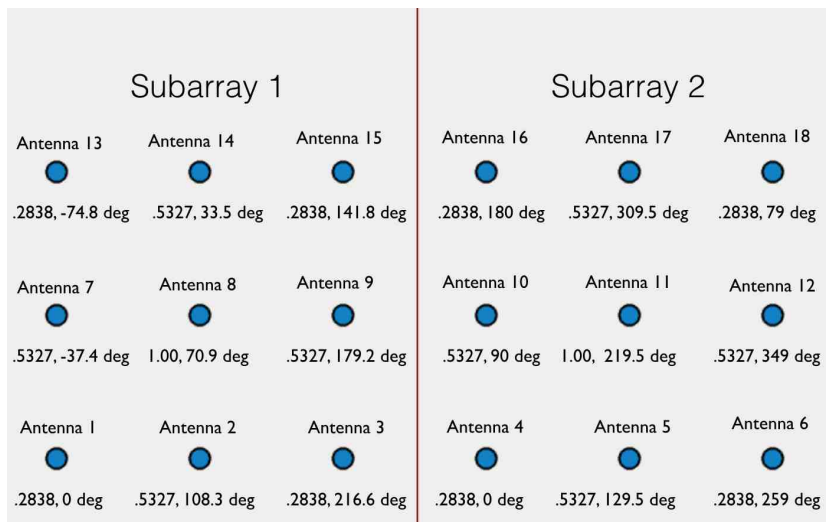 Subarray 1
Subarray 2
Antenna 13
Antenna 14
Antenna 15
Antenna 16
Antenna 17
Antenna 18
.2838, -74.8 deg
.5327, 33.5 deg
.2838, 141.8 deg
.2838, 180 deg
.5327, 309.5 deg
.2838, 79 deg
Antenna 7
Antenna 8
Antenna 9
Antenna 10
Antenna 11
Antenna 12
.5327, -37.4 deg
1.00, 70.9 deg
.5327, 179.2 deg
.5327, 90 deg
1.00, 219.5 deg
.5327, 349 deg
Antenna 1
Antenna 2
Antenna 3
Antenna 4
Antenna 5
Antenna 6
.2838, 0 deg
.5327, 108.3 deg
.2838, 216.6 deg
.2838, 0 deg
.5327, 129.5 deg
.2838, 259 deg